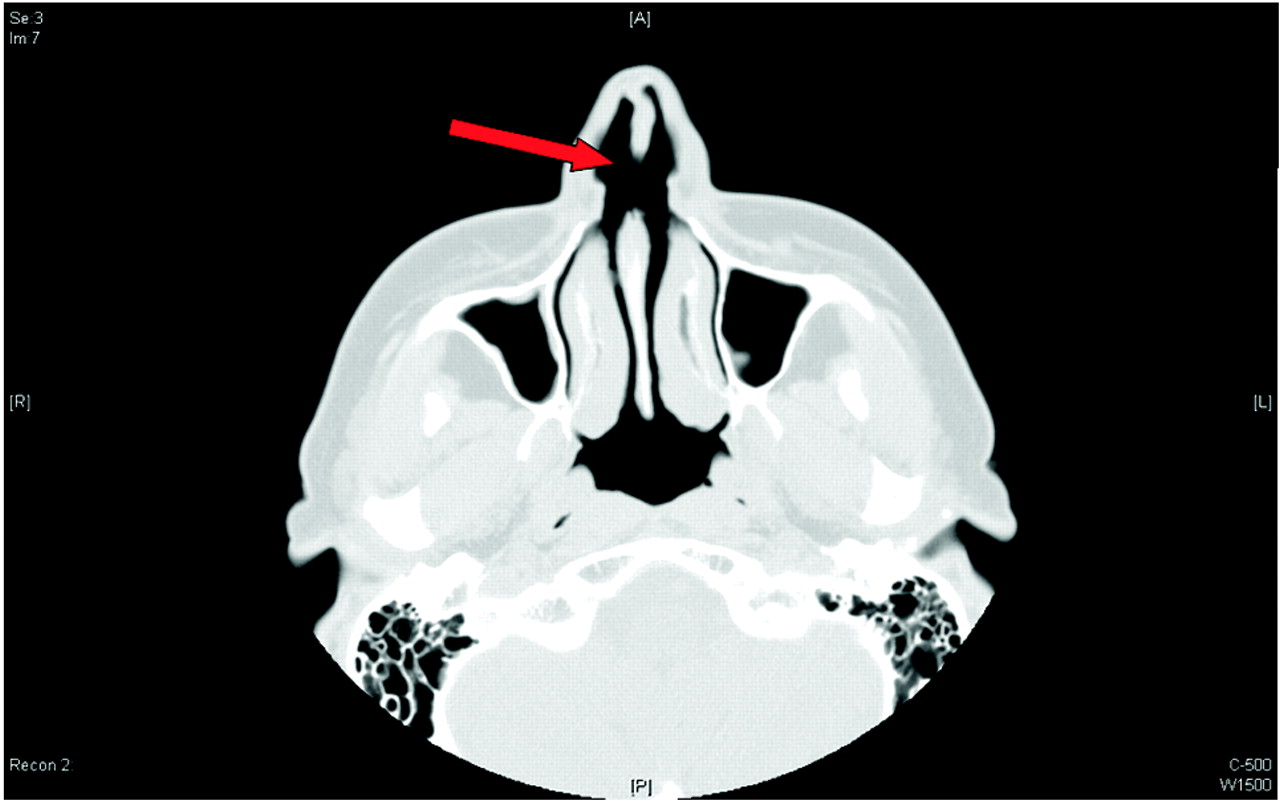 Se:3
Im:7
[A]
[R]
[L]
Recon 2:
[P]
C-500
W1500